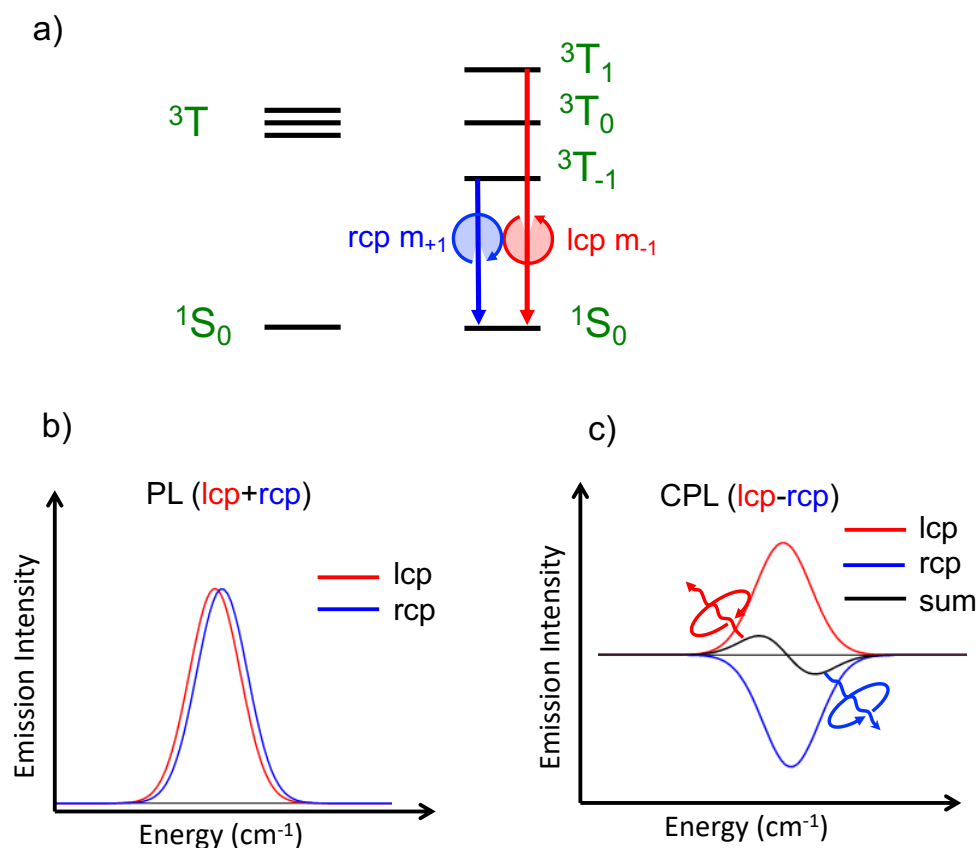 a)
³T
³T₁
³T₀
³T₋₁
rcp m₊₁
lcp m₋₁
¹S₀
¹S₀
b)
PL (lcp+rcp)
lcp
rcp
Emission Intensity
Energy (cm⁻¹)
c)
CPL (lcp-rcp)
lcp
rcp
sum
Emission Intensity
Energy (cm⁻¹)